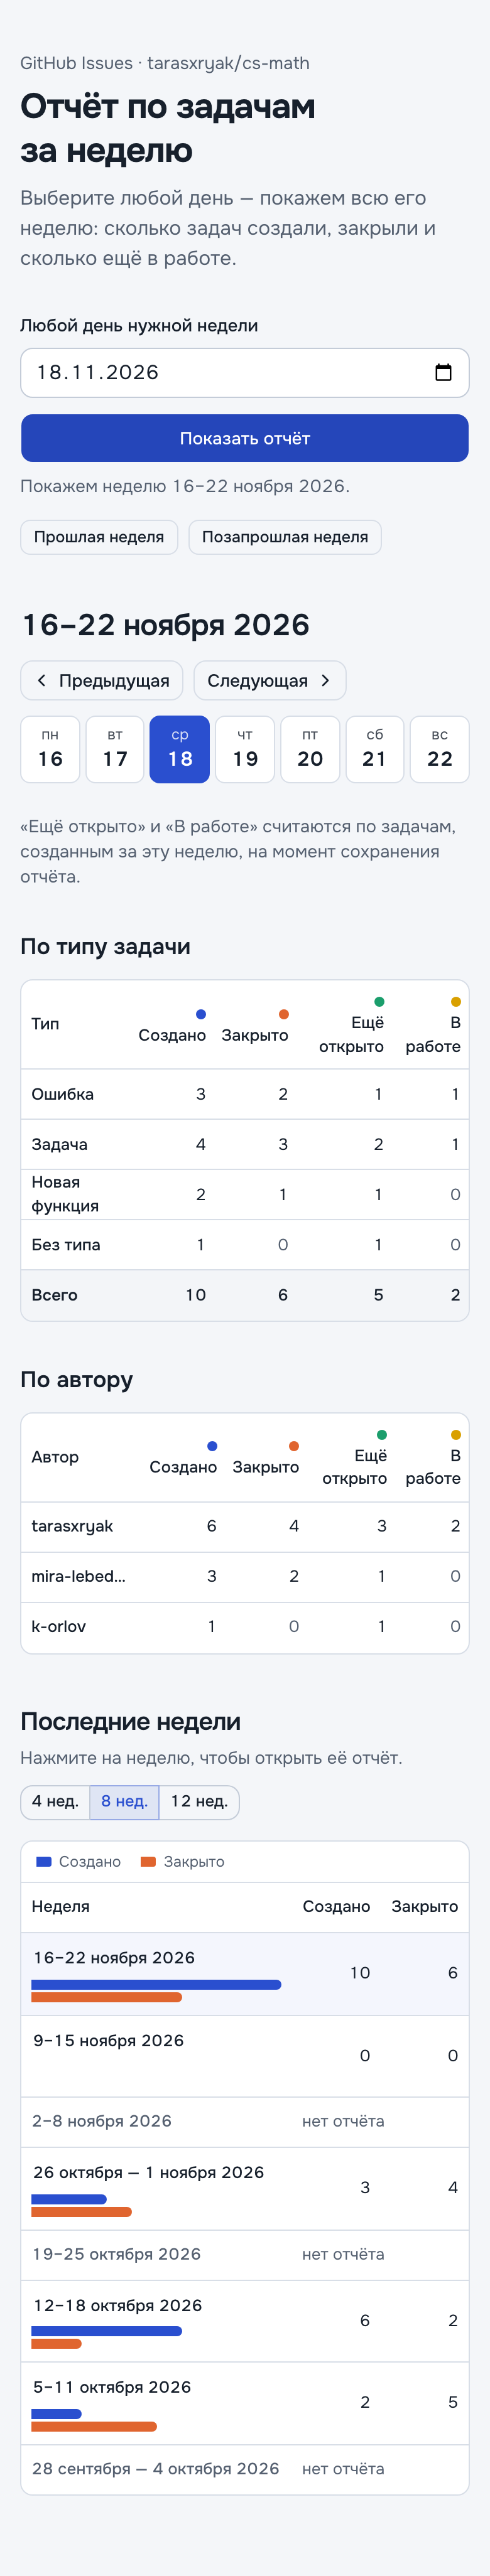 GitHub Issues · tarasxryak/cs-math
Отчёт по задачам
за неделю
Выберите любой день — покажем всю его
неделю: сколько задач создали, закрыли и
сколько ещё в работе.
Любой день нужной недели
18.11.2026
Показать отчёт
Покажем неделю 16–22 ноября 2026.
Прошлая неделя Позапрошлая неделя
16–22 ноября 2026
Предыдущая Следующая
пн вт ср чт пт сб вс
16 17 18 19 20 21 22
«Ещё открыто» и «В работе» считаются по задачам,
созданным за эту неделю, на момент сохранения
отчёта.
По типу задачи
Тип Создано Закрыто Ещё открыто В работе
Ошибка 3 2 1 1
Задача 4 3 2 1
Новая функция 2 1 1 0
Без типа 1 0 1 0
Всего 10 6 5 2
По автору
Автор Создано Закрыто Ещё открыто В работе
tarasxryak 6 4 3 2
mira-lebed... 3 2 1 0
k-orlov 1 0 1 0
Последние недели
Нажмите на неделю, чтобы открыть её отчёт.
4 нед. 8 нед. 12 нед.
Создано Закрыто
Неделя Создано Закрыто
16–22 ноября 2026 10 6
9–15 ноября 2026 0 0
2–8 ноября 2026 нет отчёта
26 октября — 1 ноября 2026 3 4
19–25 октября 2026 нет отчёта
12–18 октября 2026 6 2
5–11 октября 2026 2 5
28 сентября — 4 октября 2026 нет отчёта